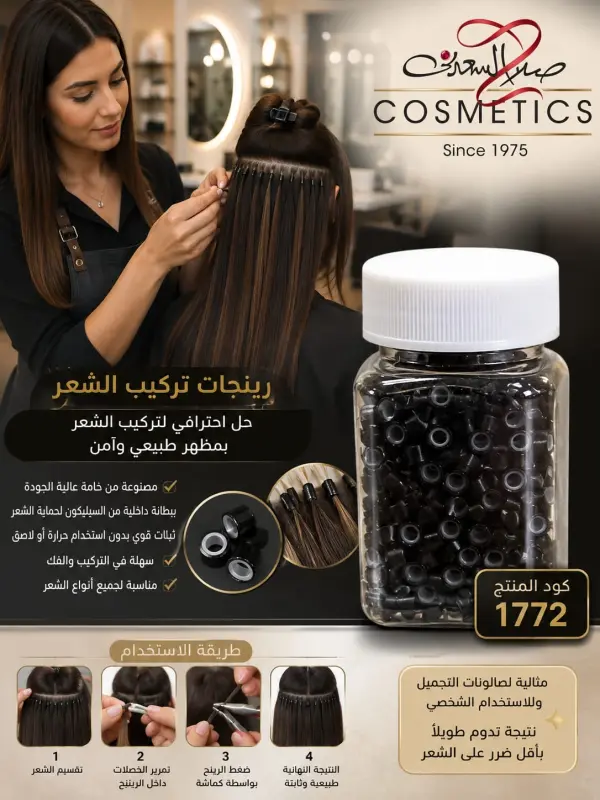 صلاح السعدني
COSMETICS
Since 1975
رينجات تركيب الشعر
حل احترافي لتركيب الشعر
بمظهر طبيعي وآمن
مصنوعة من خامة عالية الجودة
ببطانة داخلية من السيليكون لحماية الشعر
ثبات قوي بدون استخدام حرارة أو لاصق
سهلة في التركيب والفك
مناسبة لجميع أنواع الشعر
كود المنتج
1772
طريقة الاستخدام
1
تقسيم الشعر
2
تمرير الخصلات
داخل الرينج
3
ضغط الرينج
بواسطة كماشة
4
النتيجة النهائية
طبيعية وثابتة
مثالية لصالونات التجميل
وللاستخدام الشخصي
نتيجة تدوم طويلاً
بأقل ضرر على الشعر